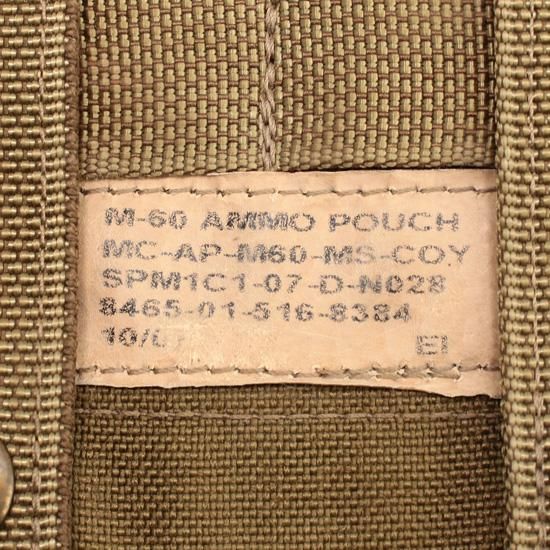 M-60 AMMO POUCH
MC-AP-M60-MS-COY
SPM1C1-07-D-N028
8465-01-516-8384
EI